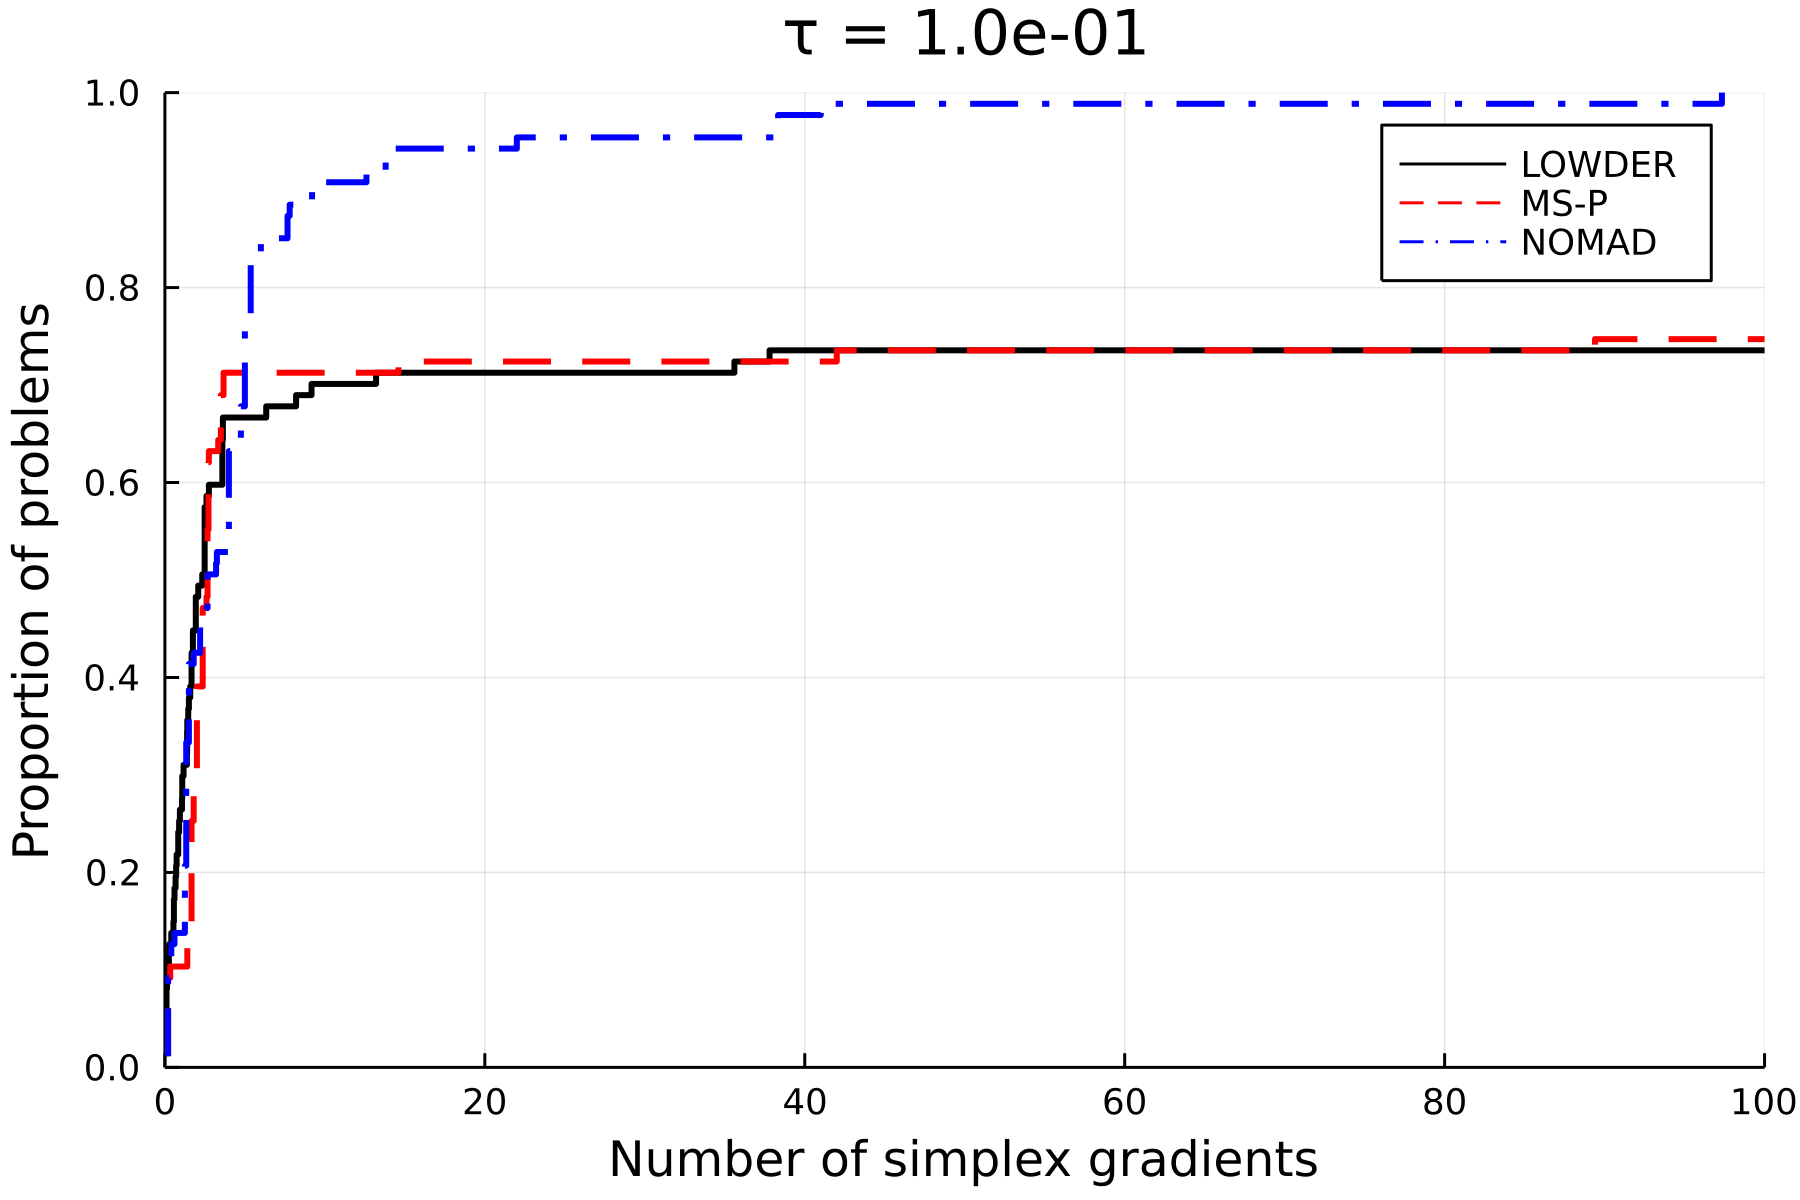 τ = 1.0e-01
Proportion of problems
1.0
0.8
0.6
0.4
0.2
0.0
LOWDER
MS-P
NOMAD
0 20 40 60 80 100
Number of simplex gradients